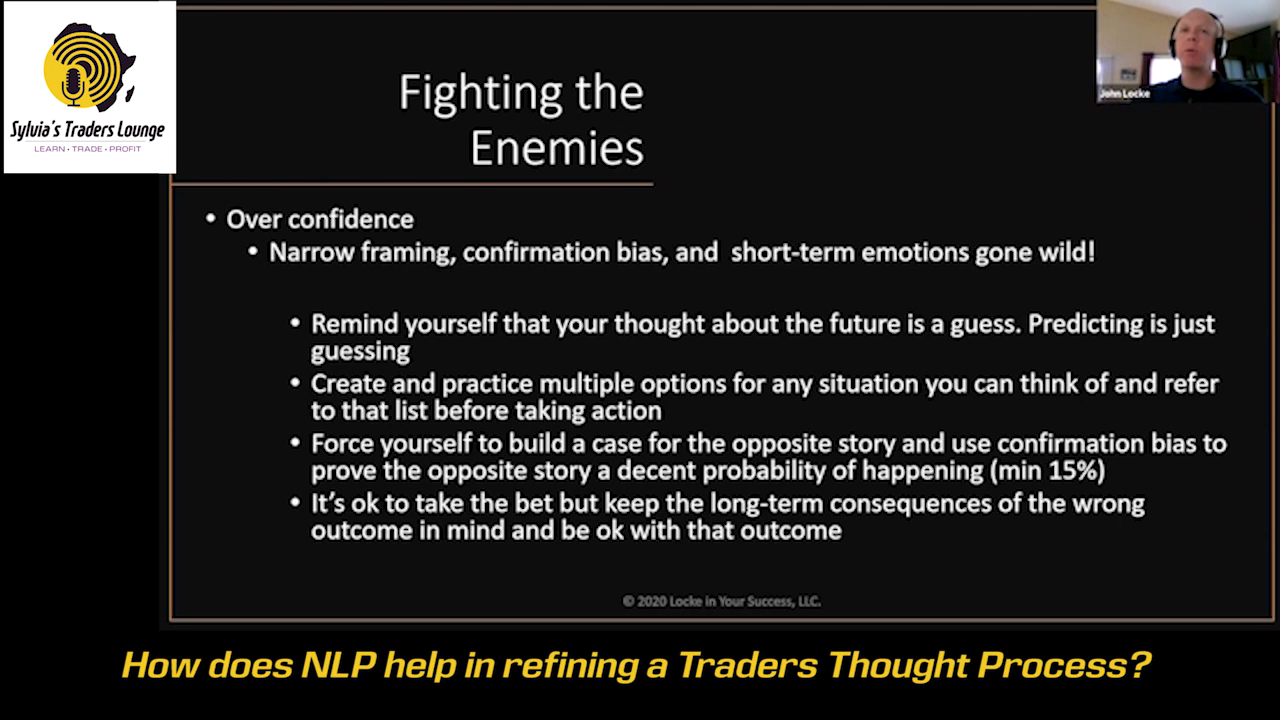 Sylvia's Traders Lounge
LEARN • TRADE • PROFIT
John Locke
Fighting the
Enemies
• Over confidence
• Narrow framing, confirmation bias, and short-term emotions gone wild!
• Remind yourself that your thought about the future is a guess. Predicting is just
guessing
• Create and practice multiple options for any situation you can think of and refer
to that list before taking action
• Force yourself to build a case for the opposite story and use confirmation bias to
prove the opposite story a decent probability of happening (min 15%)
• It's ok to take the bet but keep the long-term consequences of the wrong
outcome in mind and be ok with that outcome
© 2020 Locke in Your Success, LLC.
How does NLP help in refining a Traders Thought Process?